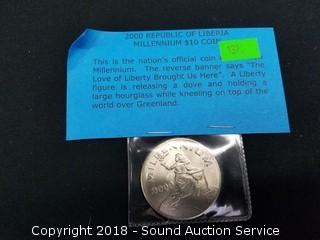 2000 REPUBLIC OF LIBERIA
MILLENNIUM $10 COIN
137
This is the nation's official coin
Millennium. The reverse banner says "The
Love of Liberty Brought Us Here". A Liberty
figure is releasing a dove and holding a
large hourglass while kneeling on top of the
world over Greenland.
MILLENNIUM
2000
Copyright 2018 - Sound Auction Service